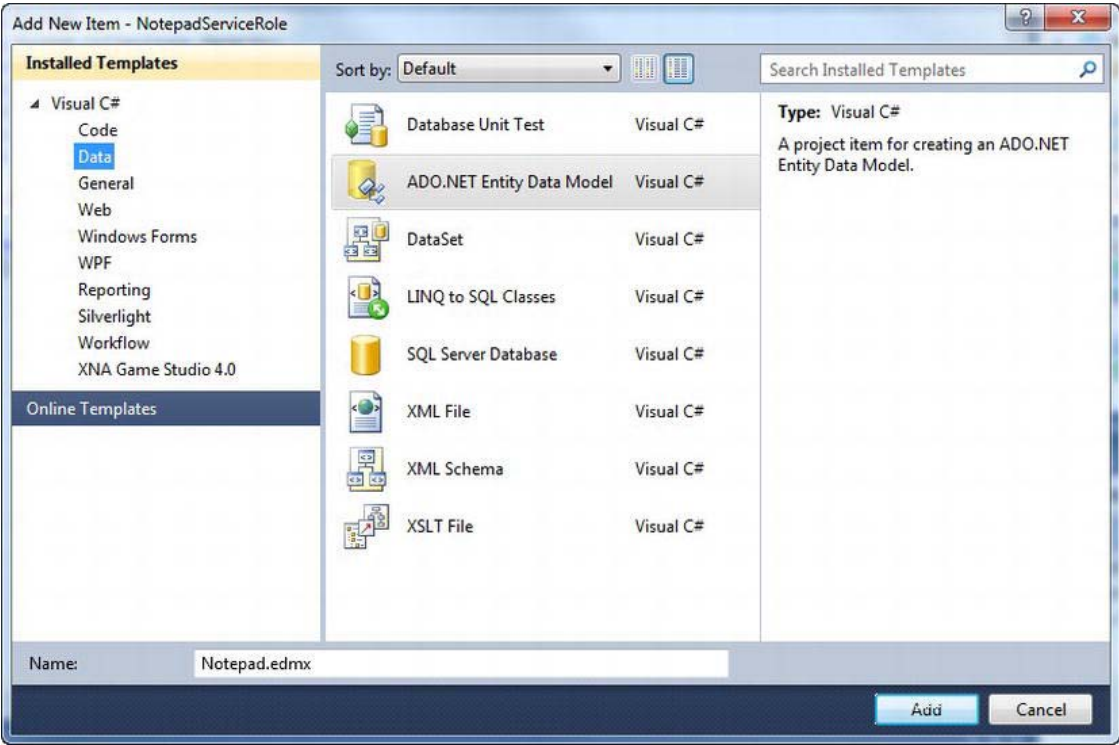 Add New Item - NotepadServiceRole
Installed Templates
Visual C#
Code
Data
General
Web
Windows Forms
WPF
Reporting
Silverlight
Workflow
XNA Game Studio 4.0
Online Templates
Sort by: Default
Database Unit Test Visual C#
ADO.NET Entity Data Model Visual C#
DataSet Visual C#
LINQ to SQL Classes Visual C#
SQL Server Database Visual C#
XML File Visual C#
XML Schema Visual C#
XSLT File Visual C#
Search Installed Templates
Type: Visual C#
A project item for creating an ADO.NET
Entity Data Model.
Name: Notepad.edmx
Add Cancel